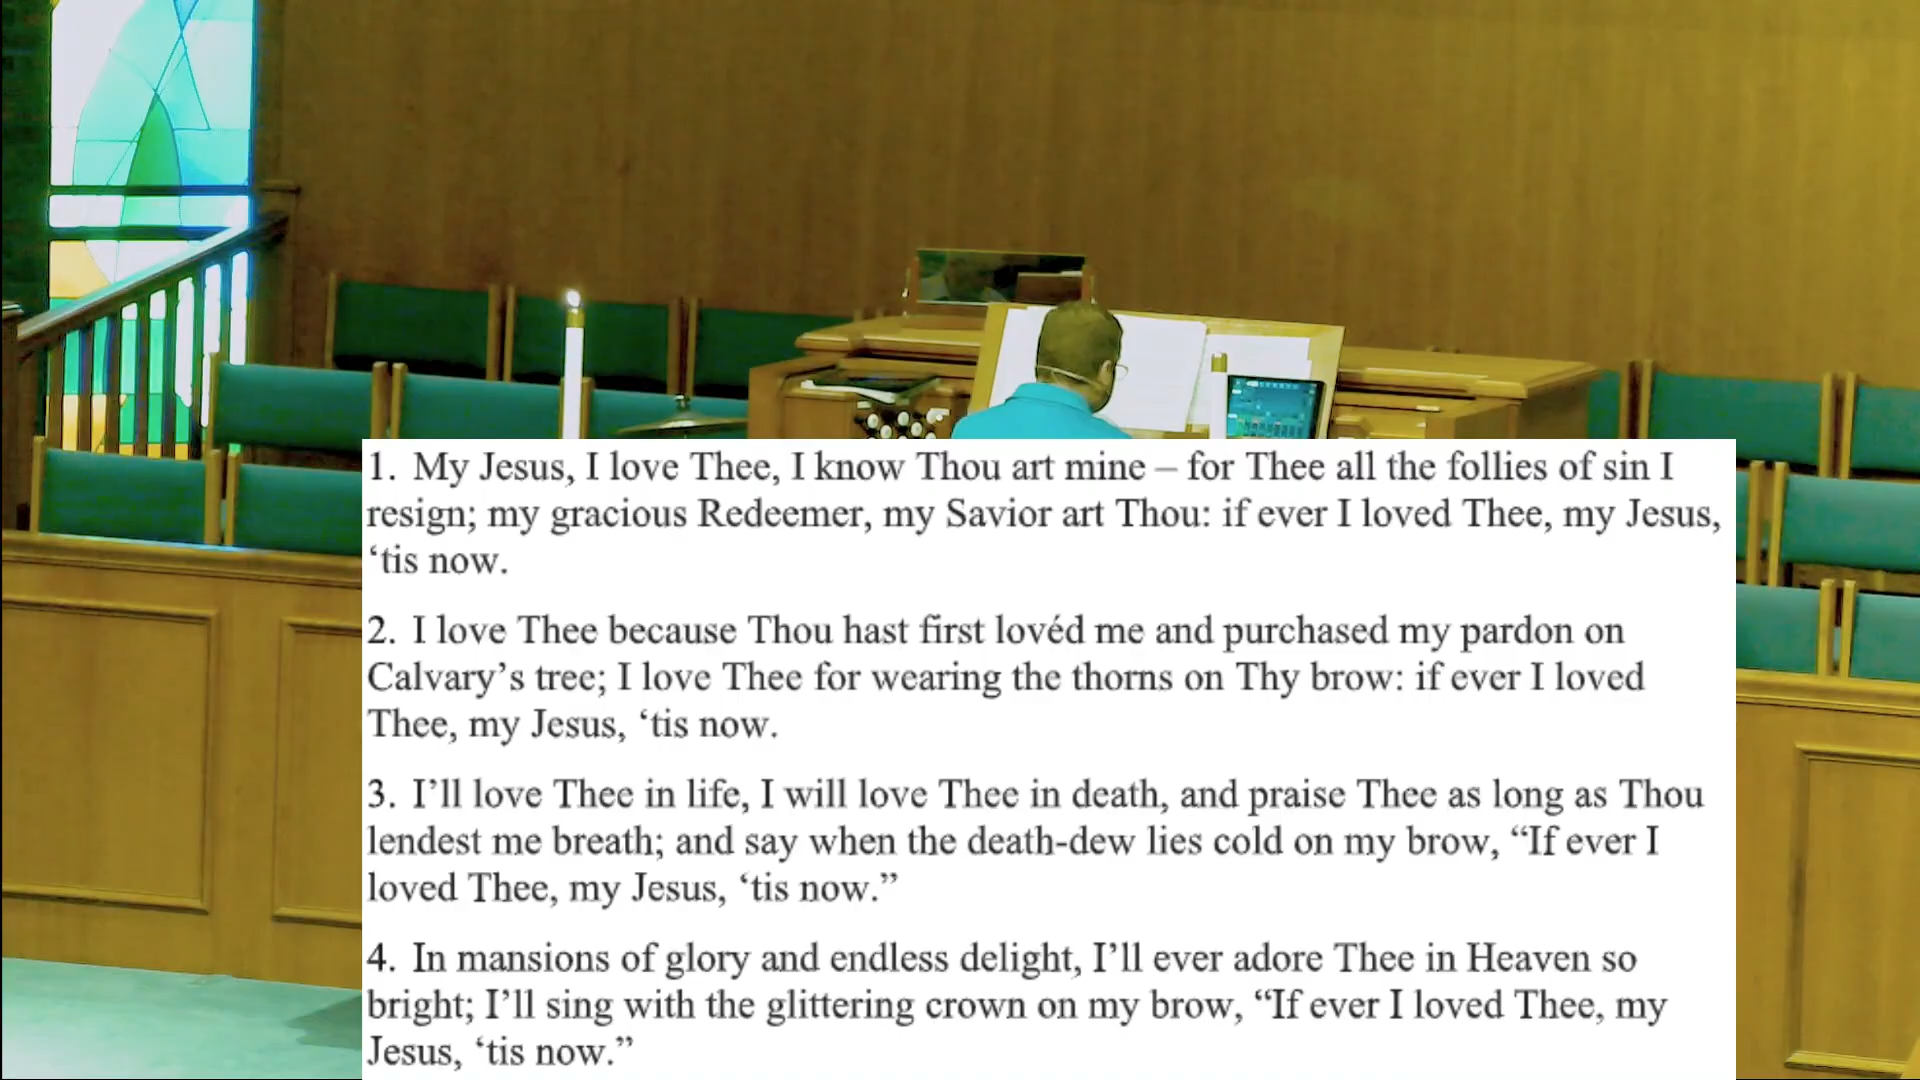 1. My Jesus, I love Thee, I know Thou art mine – for Thee all the follies of sin I
resign; my gracious Redeemer, my Savior art Thou: if ever I loved Thee, my Jesus,
‘tis now.
2. I love Thee because Thou hast first lovéd me and purchased my pardon on
Calvary’s tree; I love Thee for wearing the thorns on Thy brow: if ever I loved
Thee, my Jesus, ‘tis now.
3. I’ll love Thee in life, I will love Thee in death, and praise Thee as long as Thou
lendest me breath; and say when the death-dew lies cold on my brow, “If ever I
loved Thee, my Jesus, ‘tis now.”
4. In mansions of glory and endless delight, I’ll ever adore Thee in Heaven so
bright; I’ll sing with the glittering crown on my brow, “If ever I loved Thee, my
Jesus, ‘tis now.”